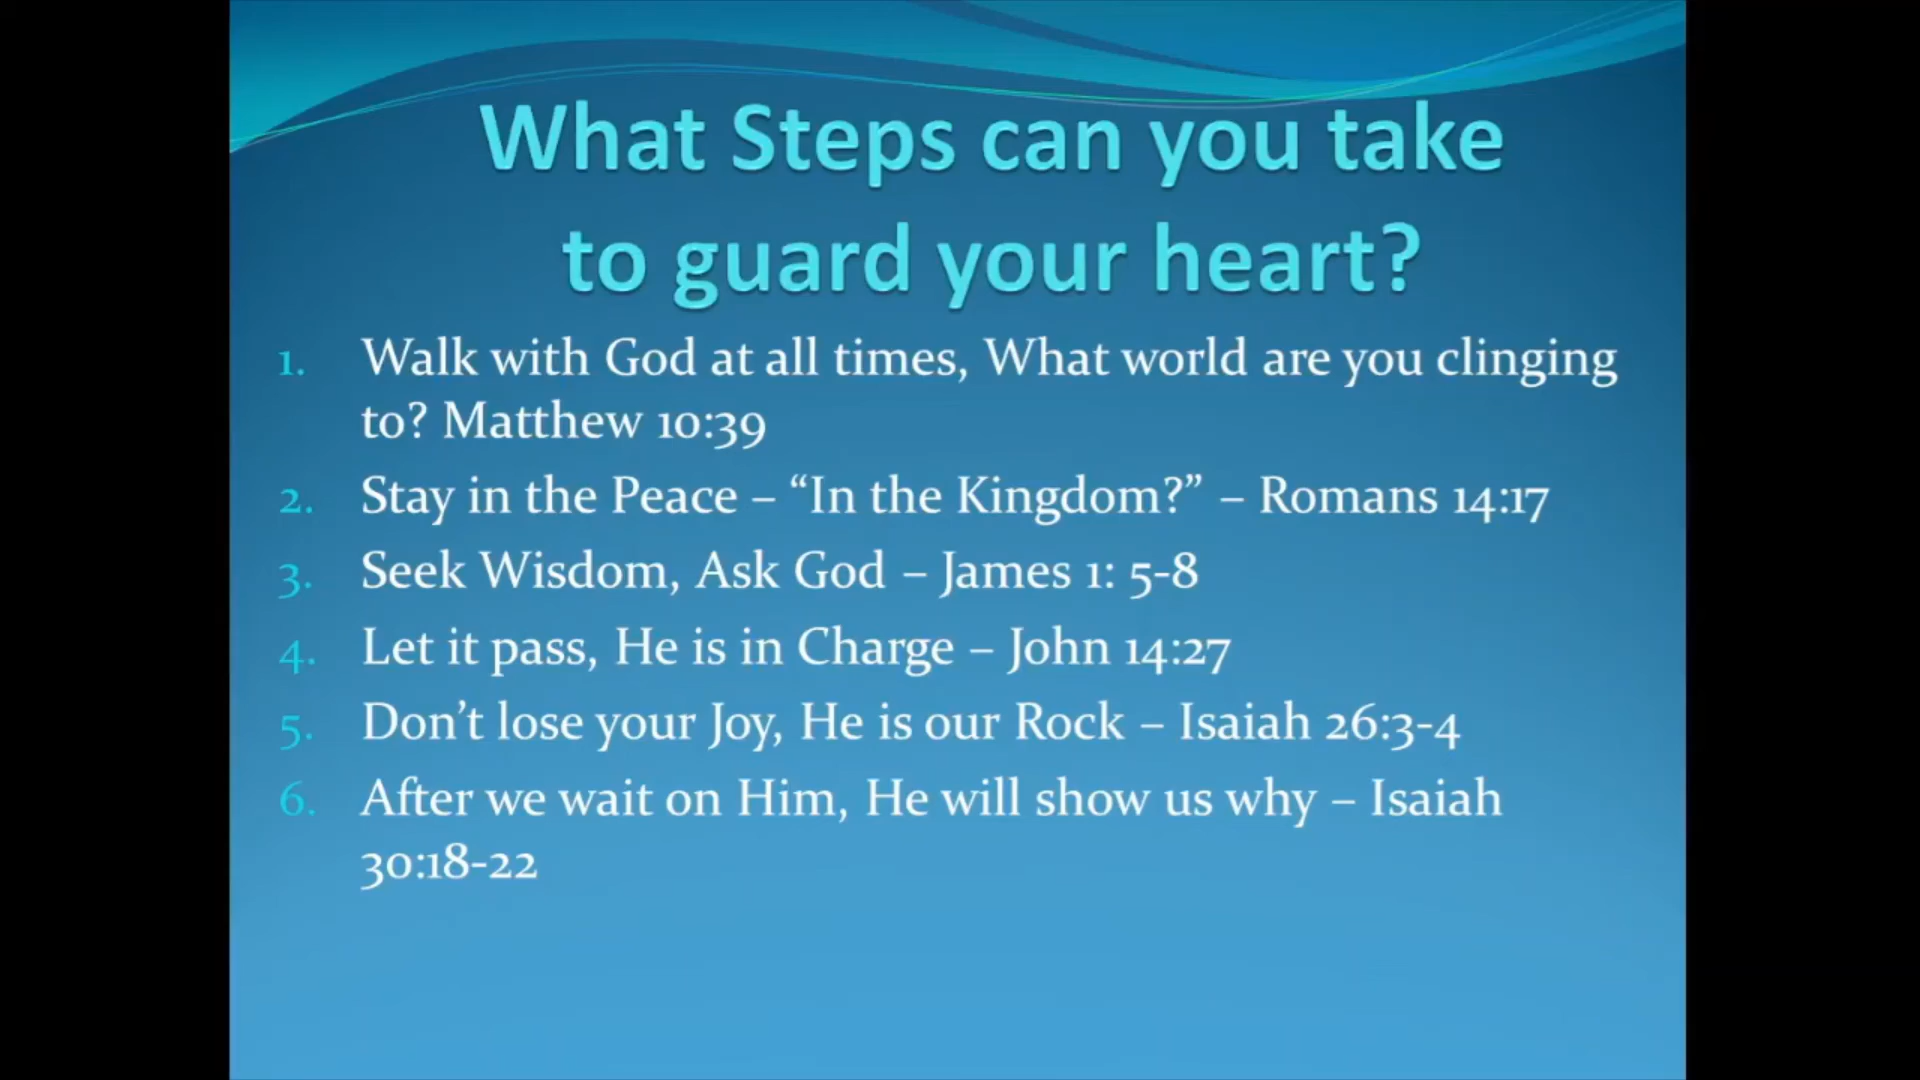 What Steps can you take
to guard your heart?
1. Walk with God at all times, What world are you clinging
to? Matthew 10:39
2. Stay in the Peace – “In the Kingdom?” – Romans 14:17
3. Seek Wisdom, Ask God – James 1: 5-8
4. Let it pass, He is in Charge – John 14:27
5. Don’t lose your Joy, He is our Rock – Isaiah 26:3-4
6. After we wait on Him, He will show us why – Isaiah
30:18-22